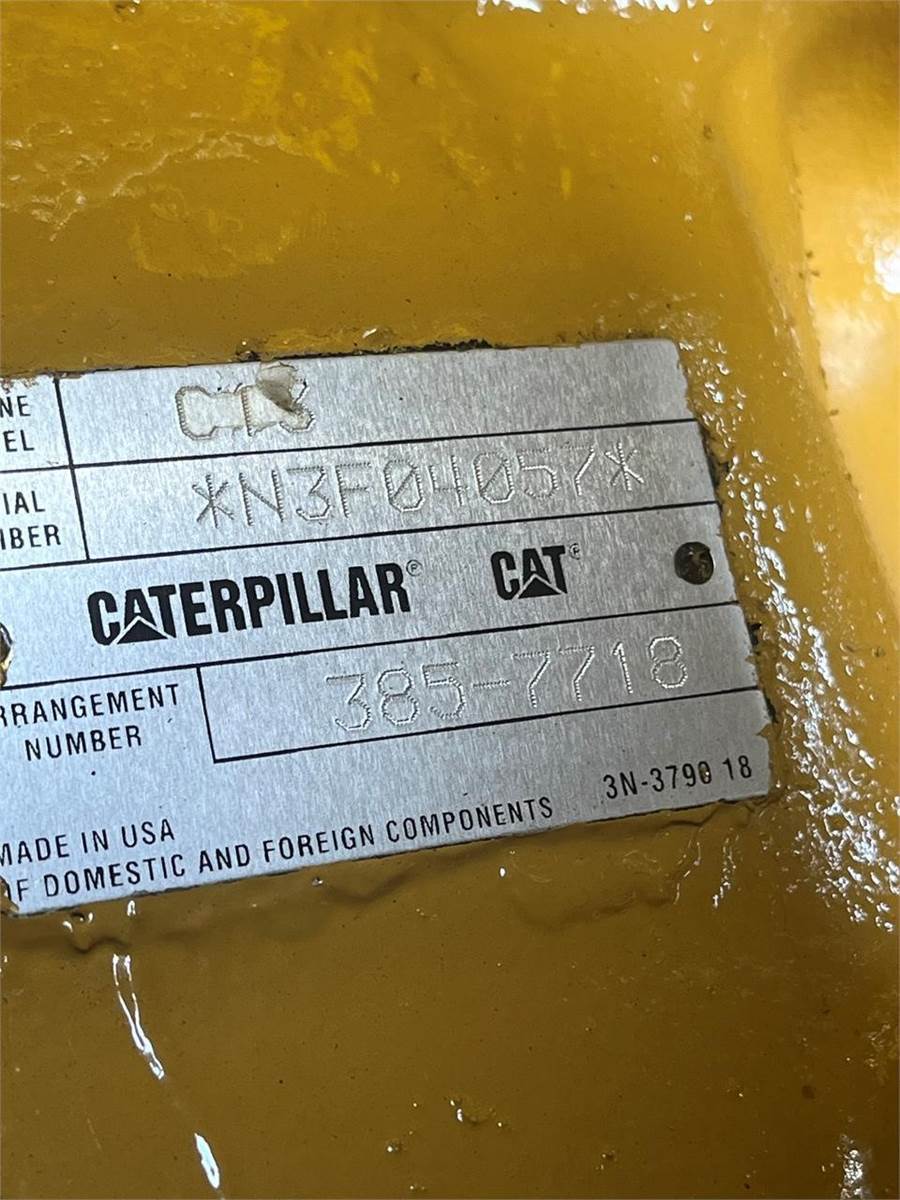 NE
EL
C13
IAL
BER
*N3F04057*
CATERPILLAR® CAT®
RRANGEMENT
NUMBER
385-7718
3N-3790 18
MADE IN USA
OF DOMESTIC AND FOREIGN COMPONENTS